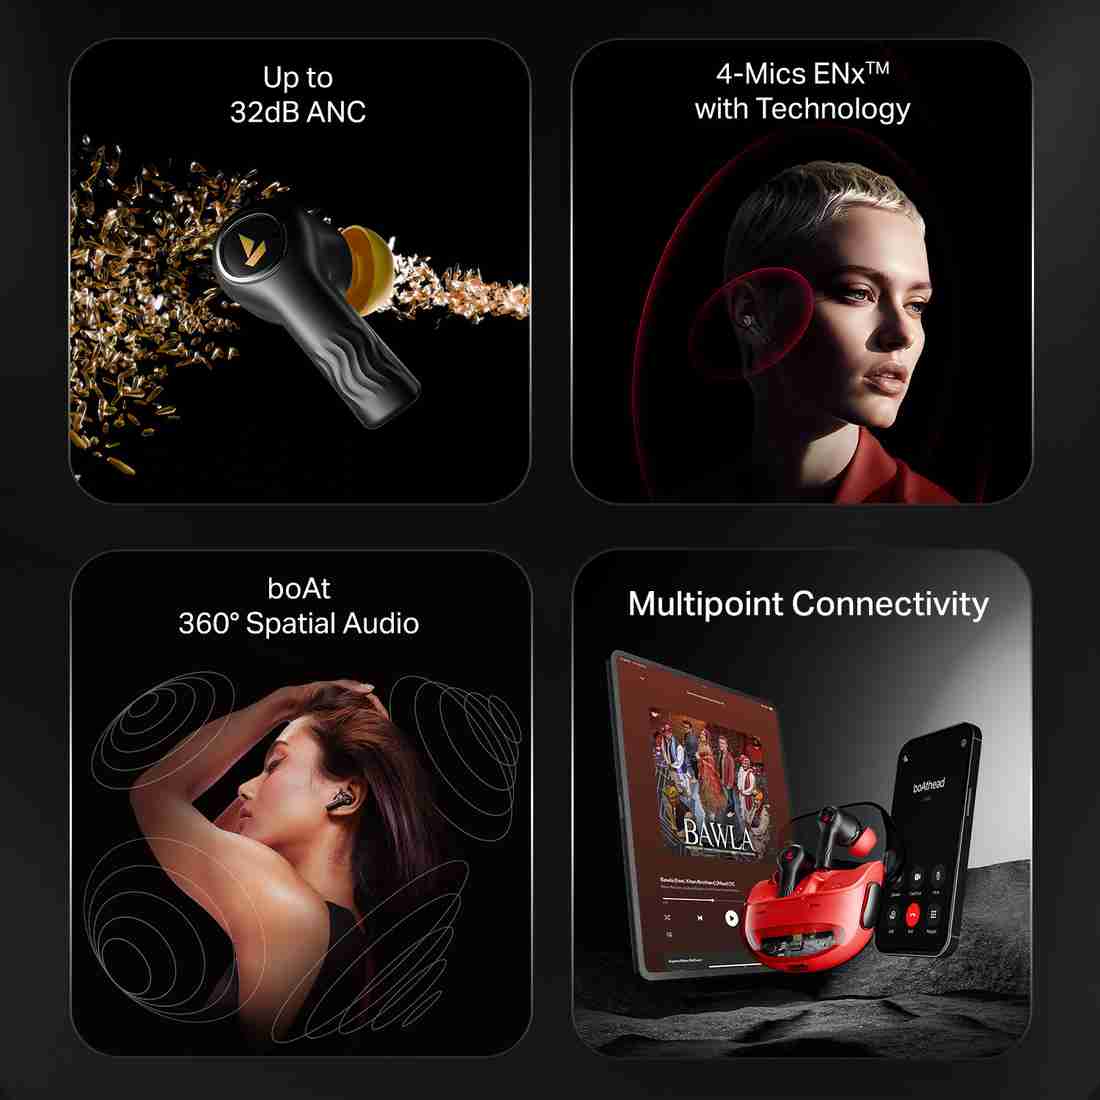 Up to
32dB ANC
4-Mics ENx™
with Technology
boAt
360° Spatial Audio
Multipoint Connectivity
BAWLA
boAthead